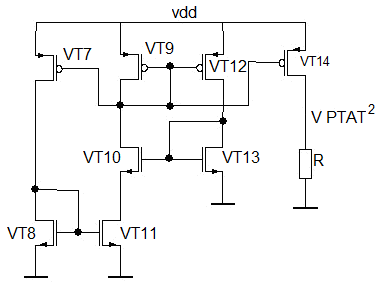 vdd
VT7
VT9
VT12
VT14
V PTAT²
VT10
VT13
R
VT8
VT11